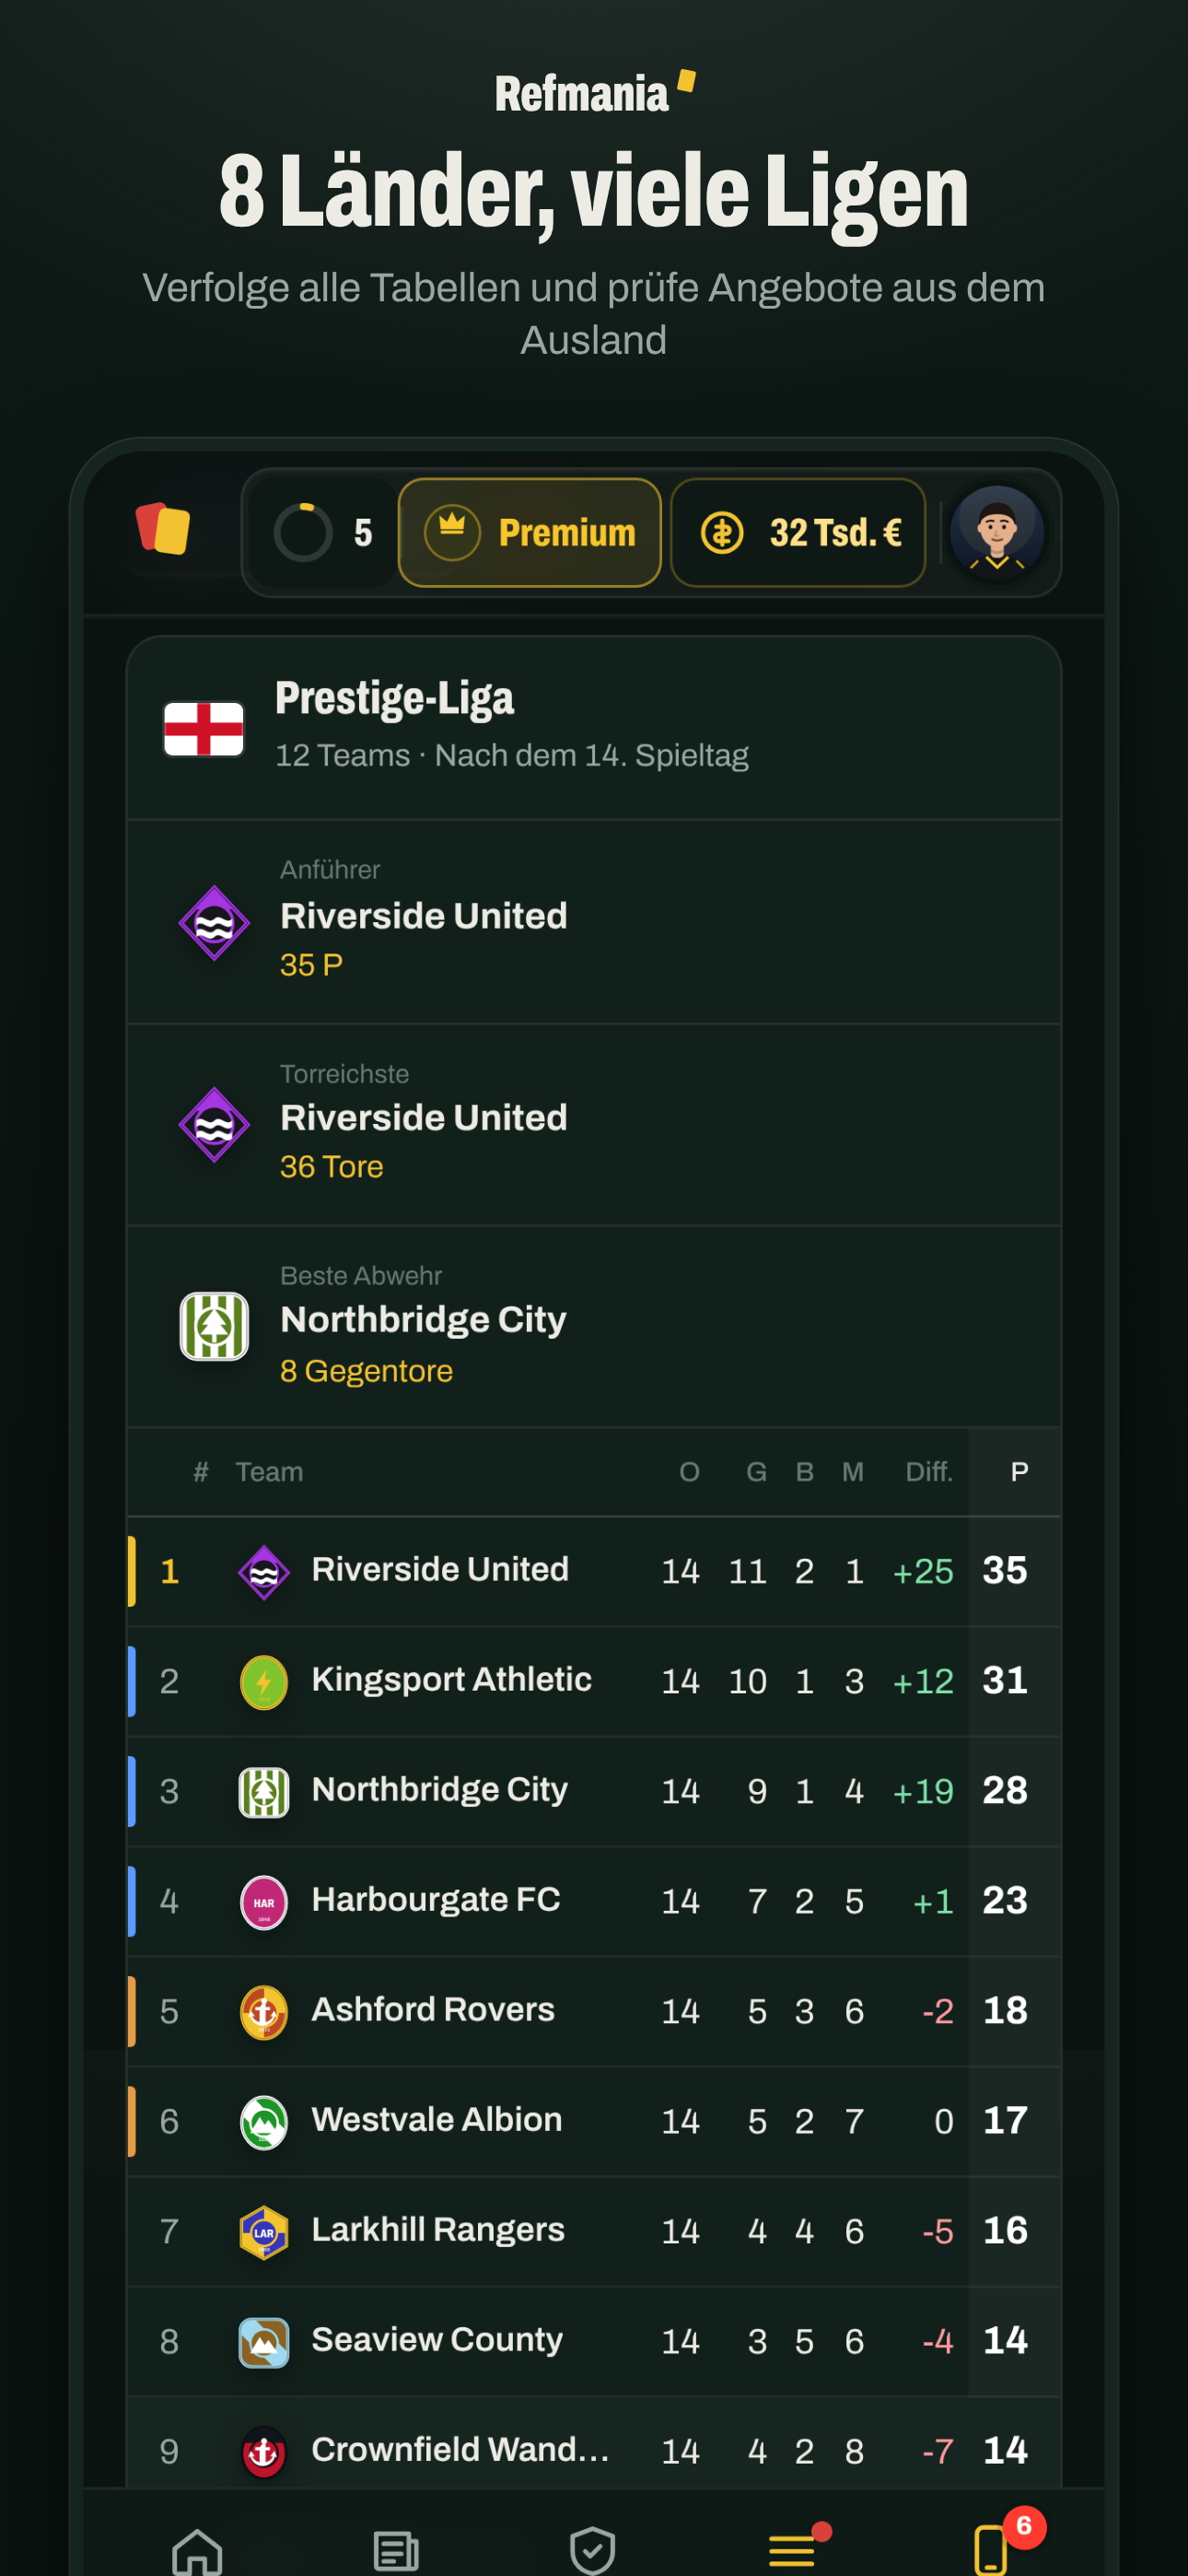 Refmania
8 Länder, viele Ligen
Verfolge alle Tabellen und prüfe Angebote aus dem
Ausland
5 Premium 32 Tsd. €
Prestige-Liga
12 Teams · Nach dem 14. Spieltag
Anführer
Riverside United
35 P
Torreichste
Riverside United
36 Tore
Beste Abwehr
Northbridge City
8 Gegentore
# Team O G B M Diff. P
1 Riverside United 14 11 2 1 +25 35
2 Kingsport Athletic 14 10 1 3 +12 31
3 Northbridge City 14 9 1 4 +19 28
4 HAR Harbourgate FC 14 7 2 5 +1 23
5 Ashford Rovers 14 5 3 6 -2 18
6 Westvale Albion 14 5 2 7 0 17
7 LAR Larkhill Rangers 14 4 4 6 -5 16
8 Seaview County 14 3 5 6 -4 14
9 Crownfield Wand... 14 4 2 8 -7 14
6